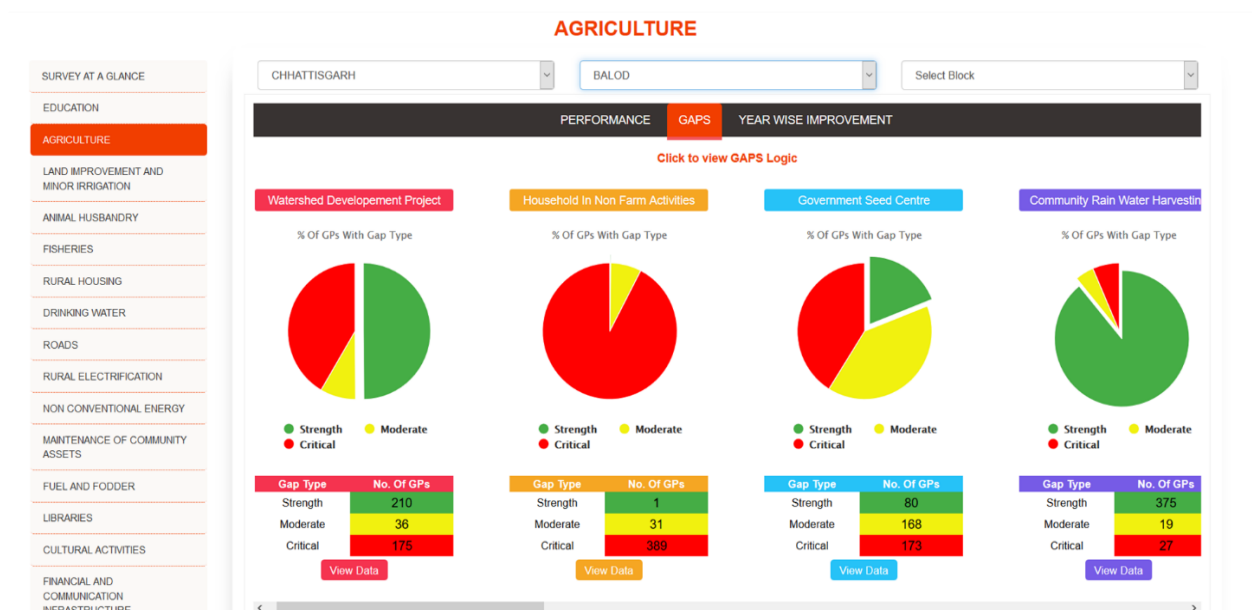 AGRICULTURE
SURVEY AT A GLANCE
EDUCATION
AGRICULTURE
LAND IMPROVEMENT AND
MINOR IRRIGATION
ANIMAL HUSBANDRY
FISHERIES
RURAL HOUSING
DRINKING WATER
ROADS
RURAL ELECTRIFICATION
NON CONVENTIONAL ENERGY
MAINTENANCE OF COMMUNITY
ASSETS
FUEL AND FODDER
LIBRARIES
CULTURAL ACTIVITIES
FINANCIAL AND
COMMUNICATION
INFRASTRUCTURE
CHHATTISGARH BALOD Select Block
PERFORMANCE GAPS YEAR WISE IMPROVEMENT
Click to view GAPS Logic
Watershed Developement Project
% Of GPs With Gap Type
Strength Moderate
Critical
Gap Type No. Of GPs
Strength 210
Moderate 36
Critical 175
View Data
Household In Non Farm Activities
% Of GPs With Gap Type
Strength Moderate
Critical
Gap Type No. Of GPs
Strength 1
Moderate 31
Critical 389
View Data
Government Seed Centre
% Of GPs With Gap Type
Strength Moderate
Critical
Gap Type No. Of GPs
Strength 80
Moderate 168
Critical 173
View Data
Community Rain Water Harvestin
% Of GPs With Gap Type
Strength Moderate
Critical
Gap Type No. Of GPs
Strength 375
Moderate 19
Critical 27
View Data